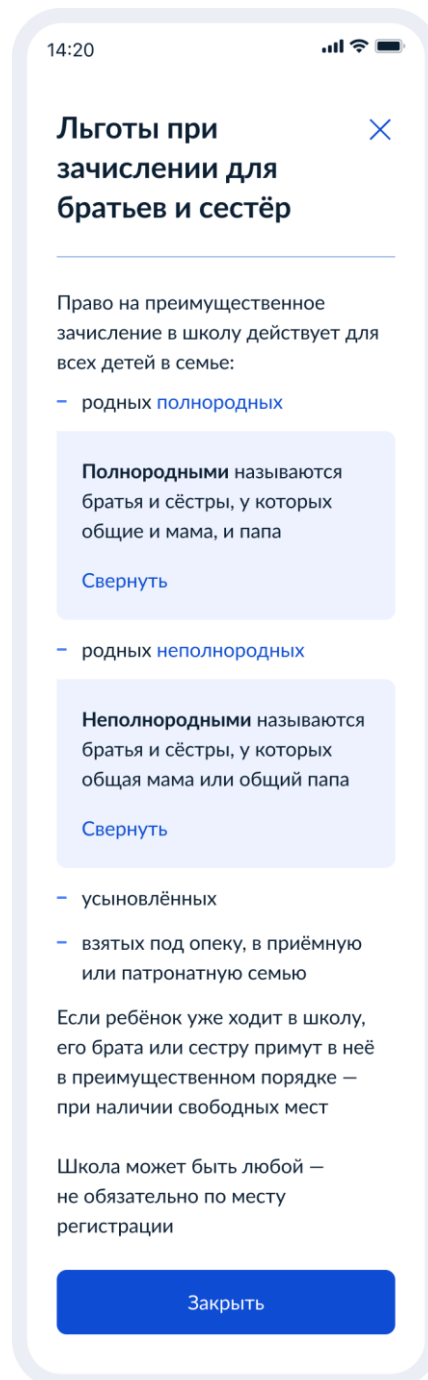 14:20
Льготы при
зачислении для
братьев и сестёр
Право на преимущественное
зачисление в школу действует для
всех детей в семье:
– родных полнородных
Полнородными называются
братья и сёстры, у которых
общие и мама, и папа
Свернуть
– родных неполнородных
Неполнородными называются
братья и сёстры, у которых
общая мама или общий папа
Свернуть
– усыновлённых
– взятых под опеку, в приёмную
или патронатную семью
Если ребёнок уже ходит в школу,
его брата или сестру примут в неё
в преимущественном порядке —
при наличии свободных мест
Школа может быть любой —
не обязательно по месту
регистрации
Закрыть